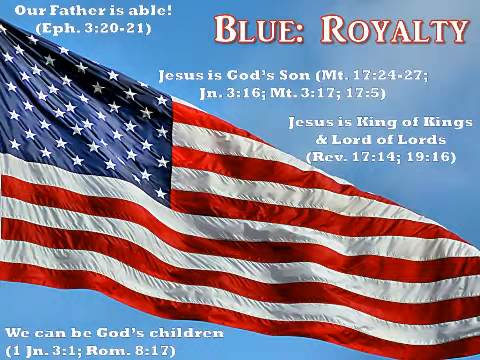 Our Father is able!
(Eph. 3:20-21)
Blue: Royalty
Jesus is God's Son (Mt. 17:24-27;
Jn. 3:16; Mt. 3:17; 17:5)
Jesus is King of Kings
& Lord of Lords
(Rev. 17:14; 19:16)
We can be God's children
(1 Jn. 3:1; Rom. 8:17)